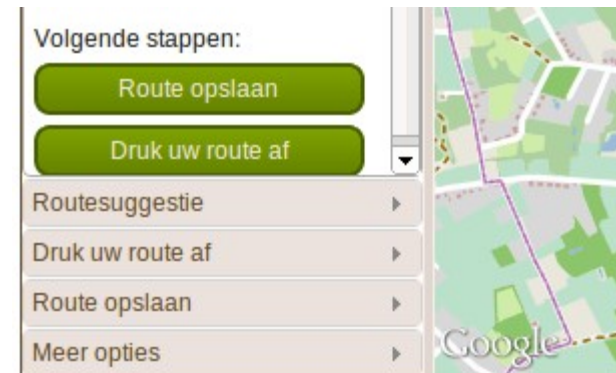 Volgende stappen:
Route opslaan
Druk uw route af
Routesuggestie
Druk uw route af
Route opslaan
Meer opties
Google